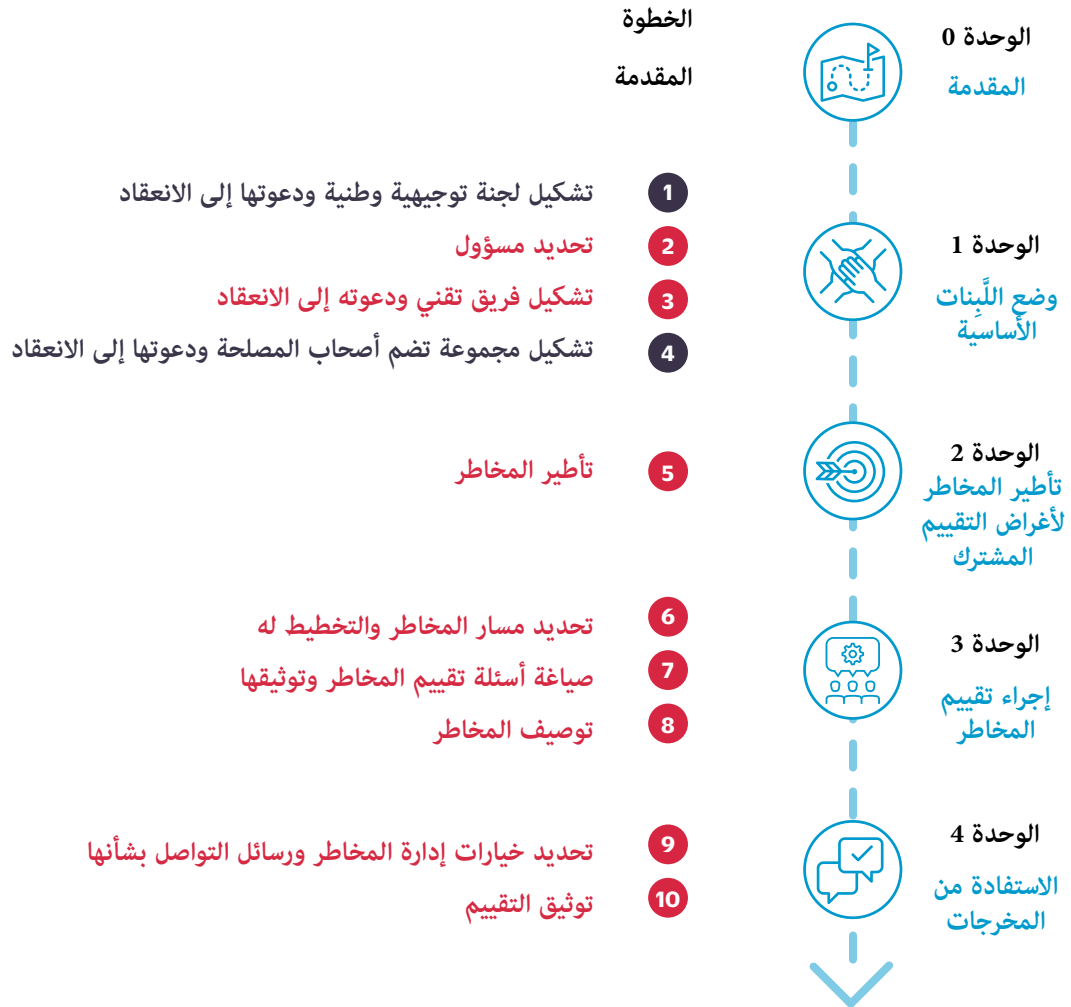 الوحدة 0
المقدمة
الخطوة
المقدمة
الوحدة 1
وضع اللَّبِنات
الأساسية
1 تشكيل لجنة توجيهية وطنية ودعوتها إلى الانعقاد
2 تحديد مسؤول
3 تشكيل فريق تقني ودعوته إلى الانعقاد
4 تشكيل مجموعة تضم أصحاب المصلحة ودعوتها إلى الانعقاد
الوحدة 2
تأطير المخاطر
لأغراض التقييم
المشترك
5 تأطير المخاطر
الوحدة 3
إجراء تقييم
المخاطر
6 تحديد مسار المخاطر والتخطيط له
7 صياغة أسئلة تقييم المخاطر وتوثيقها
8 توصيف المخاطر
الوحدة 4
الاستفادة من
المخرجات
9 تحديد خيارات إدارة المخاطر ورسائل التواصل بشأنها
10 توثيق التقييم